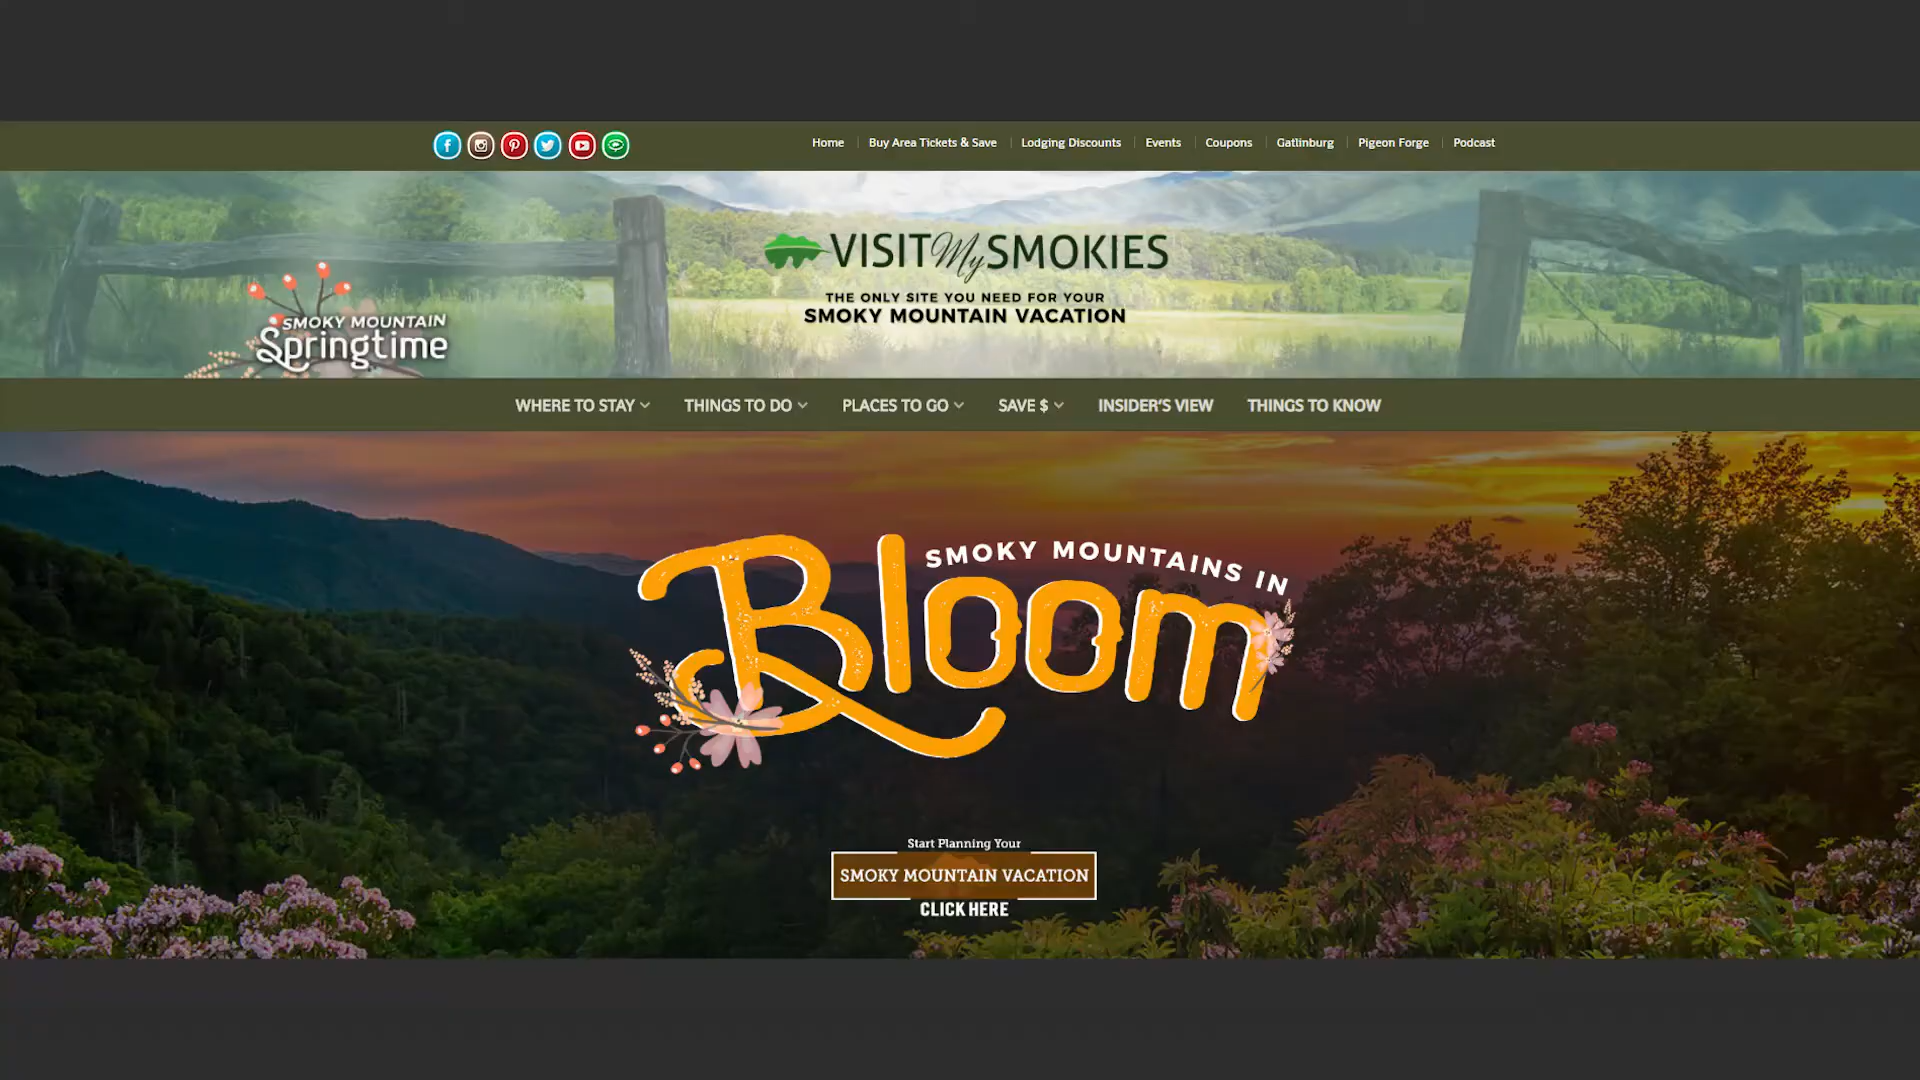 Home Buy Area Tickets & Save Lodging Discounts Events Coupons Gatlinburg Pigeon Forge Podcast
VISIT My SMOKIES
THE ONLY SITE YOU NEED FOR YOUR
SMOKY MOUNTAIN VACATION
SMOKY MOUNTAIN
Springtime
WHERE TO STAY THINGS TO DO PLACES TO GO SAVE $ INSIDER'S VIEW THINGS TO KNOW
SMOKY MOUNTAINS IN
Bloom
Start Planning Your
SMOKY MOUNTAIN VACATION
CLICK HERE